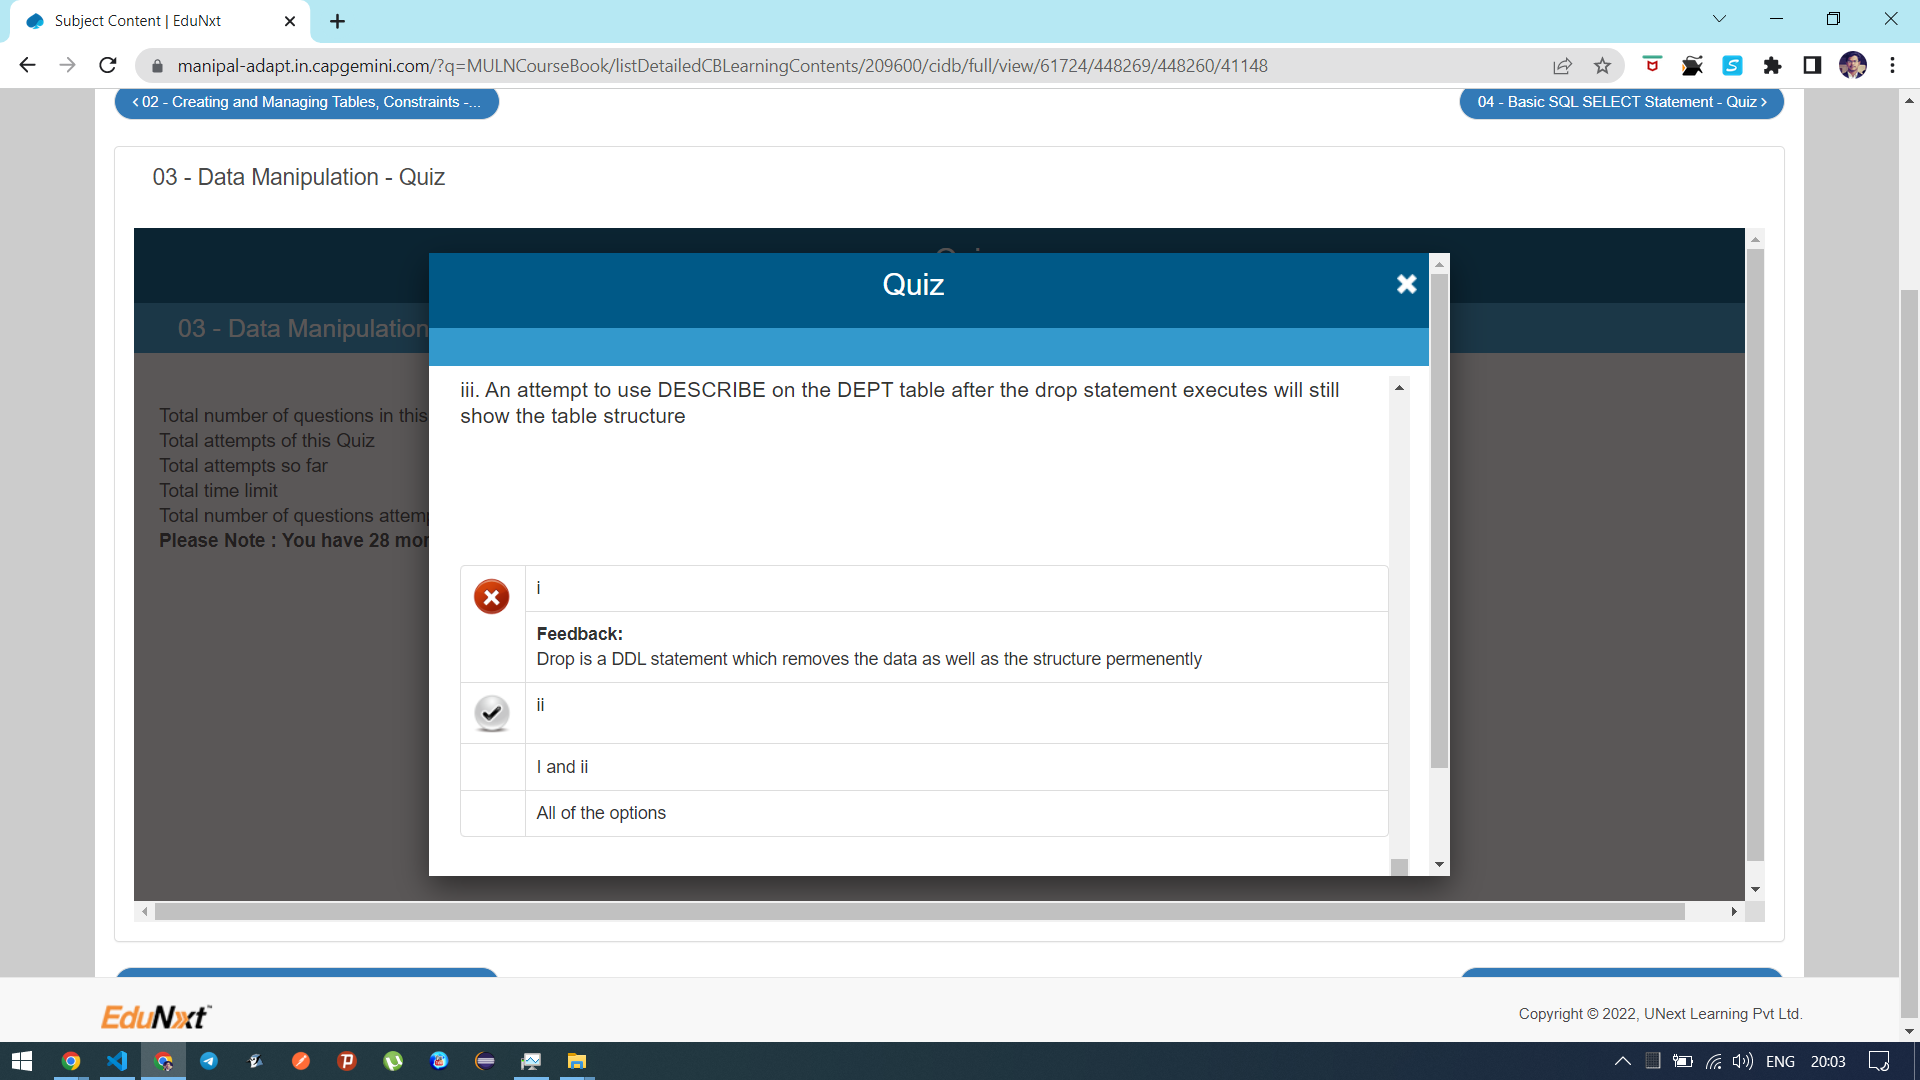 Subject Content | EduNxt
manipal-adapt.in.capgemini.com/?q=MULNCourseBook/listDetailedCBLearningContents/209600/cidb/full/view/61724/448269/448260/41148
02 - Creating and Managing Tables, Constraints -...
04 - Basic SQL SELECT Statement - Quiz
03 - Data Manipulation - Quiz
Quiz
03 - Data Manipulation
iii. An attempt to use DESCRIBE on the DEPT table after the drop statement executes will still
show the table structure
Total number of questions in this
Total attempts of this Quiz
Total attempts so far
Total time limit
Total number of questions attemp
Please Note : You have 28 mor
i
Feedback:
Drop is a DDL statement which removes the data as well as the structure permenently
ii
I and ii
All of the options
EduNxt
Copyright © 2022, UNext Learning Pvt Ltd.
ENG 20:03